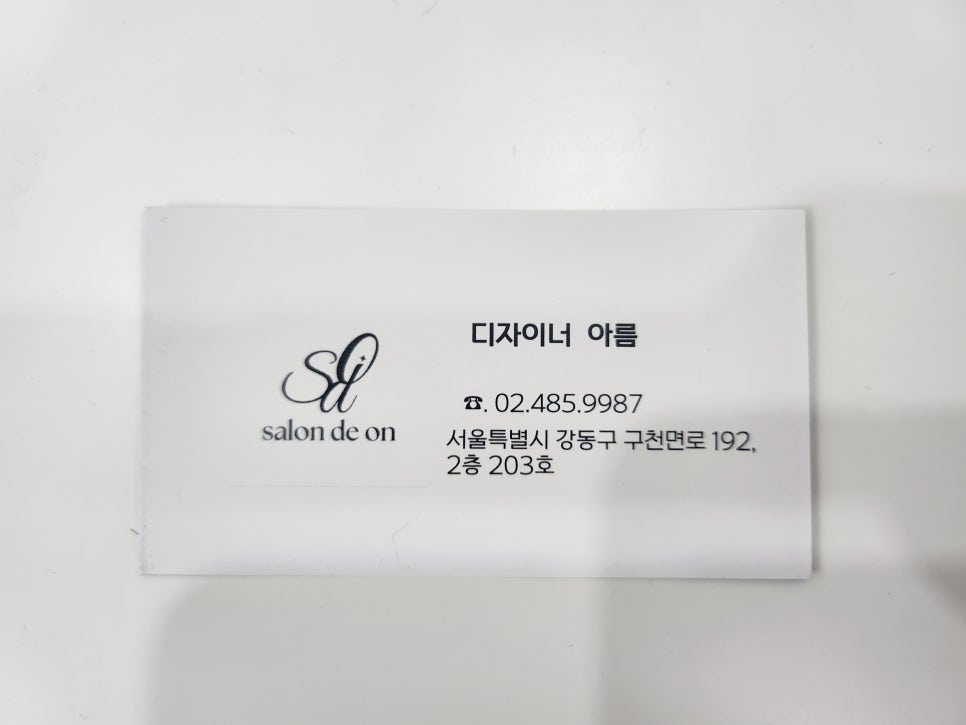 sdo
salon de on
디자이너 아름
☎. 02.485.9987
서울특별시 강동구 구천면로 192,
2층 203호